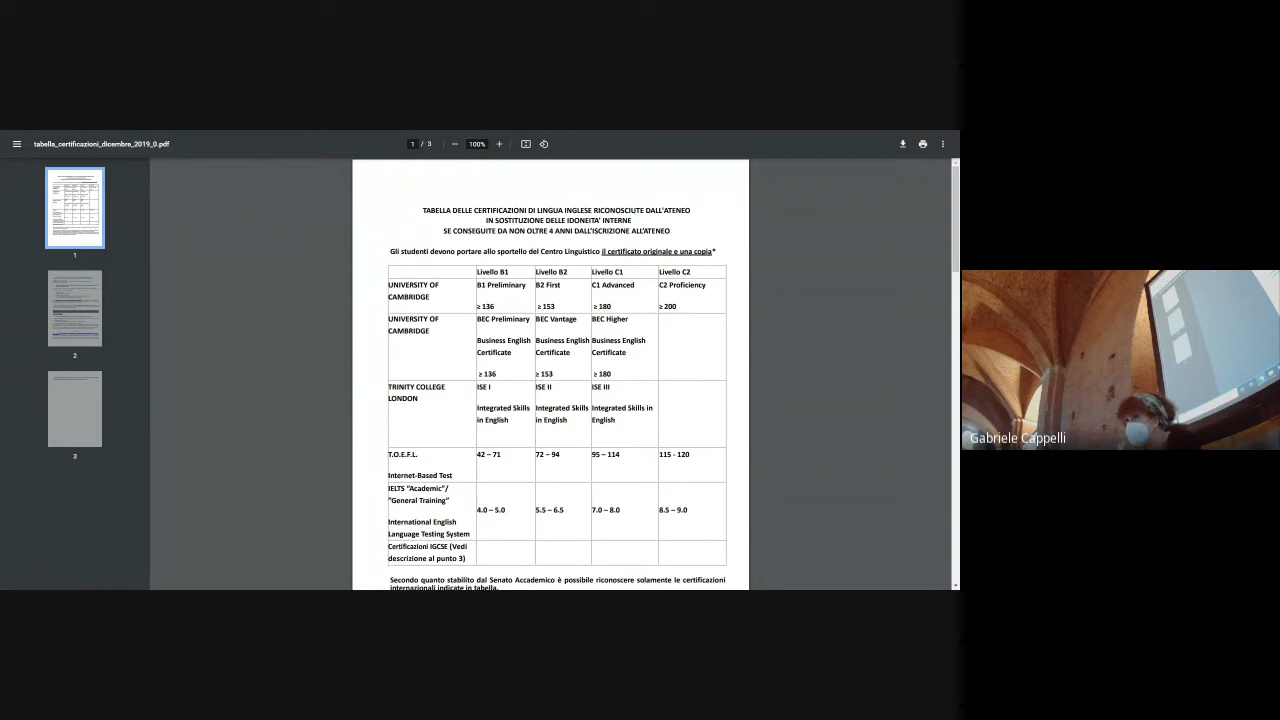 tabella_certificazioni_dicembre_2019_0.pdf
1 / 3
100%
1
2
3
TABELLA DELLE CERTIFICAZIONI DI LINGUA INGLESE RICONOSCIUTE DALL'ATENEO
IN SOSTITUZIONE DELLE IDONEITA' INTERNE
SE CONSEGUITE DA NON OLTRE 4 ANNI DALL'ISCRIZIONE ALL'ATENEO
Gli studenti devono portare allo sportello del Centro Linguistico il certificato originale e una copia*
Livello B1 Livello B2 Livello C1 Livello C2
UNIVERSITY OF CAMBRIDGE B1 Preliminary ≥ 136 B2 First ≥ 153 C1 Advanced ≥ 180 C2 Proficiency ≥ 200
UNIVERSITY OF CAMBRIDGE BEC Preliminary Business English Certificate ≥ 136 BEC Vantage Business English Certificate ≥ 153 BEC Higher Business English Certificate ≥ 180
TRINITY COLLEGE LONDON ISE I Integrated Skills in English ISE II Integrated Skills in English ISE III Integrated Skills in English
T.O.E.F.L. Internet-Based Test 42 – 71 72 – 94 95 – 114 115 - 120
IELTS "Academic"/ "General Training" International English Language Testing System 4.0 – 5.0 5.5 – 6.5 7.0 – 8.0 8.5 – 9.0
Certificazioni IGCSE (Vedi descrizione al punto 3)
Secondo quanto stabilito dal Senato Accademico è possibile riconoscere solamente le certificazioni
internazionali indicate in tabella.
Gabriele Cappelli